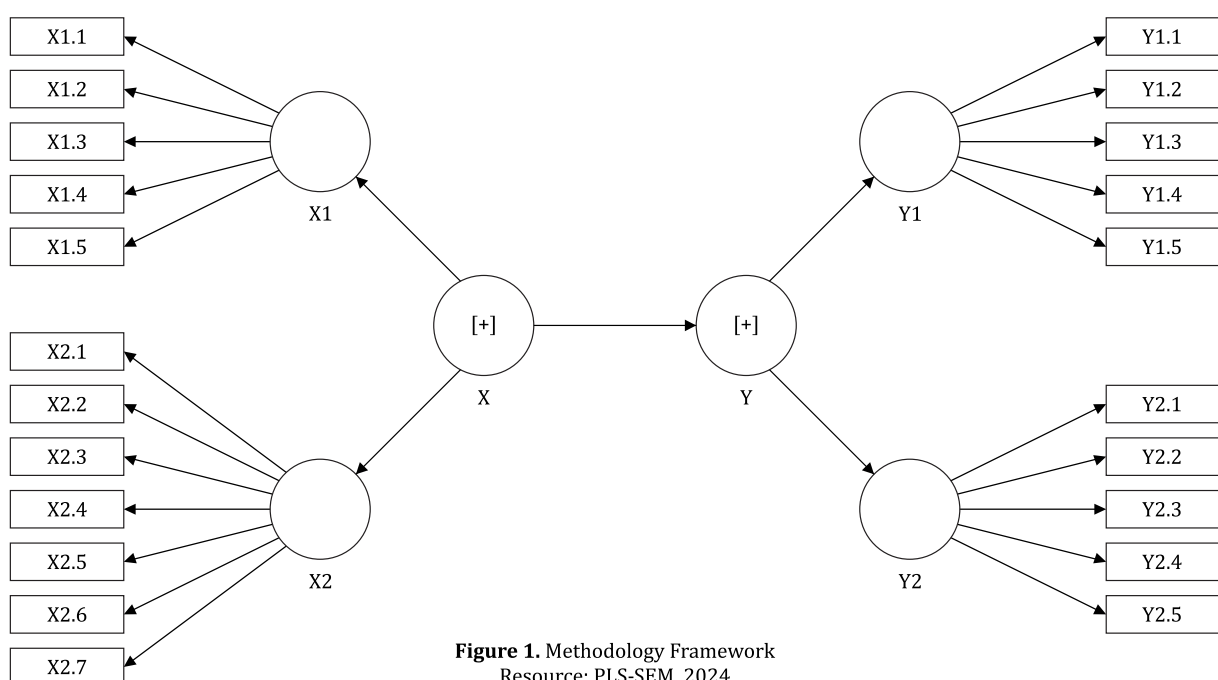 X1.1
X1.2
X1.3
X1.4
X1.5
X1
Y1.1
Y1.2
Y1.3
Y1.4
Y1.5
Y1
[+]
X
[+]
Y
X2.1
X2.2
X2.3
X2.4
X2.5
X2.6
X2.7
X2
Y2.1
Y2.2
Y2.3
Y2.4
Y2.5
Y2
Figure 1. Methodology Framework
Resource: PLS-SEM, 2024